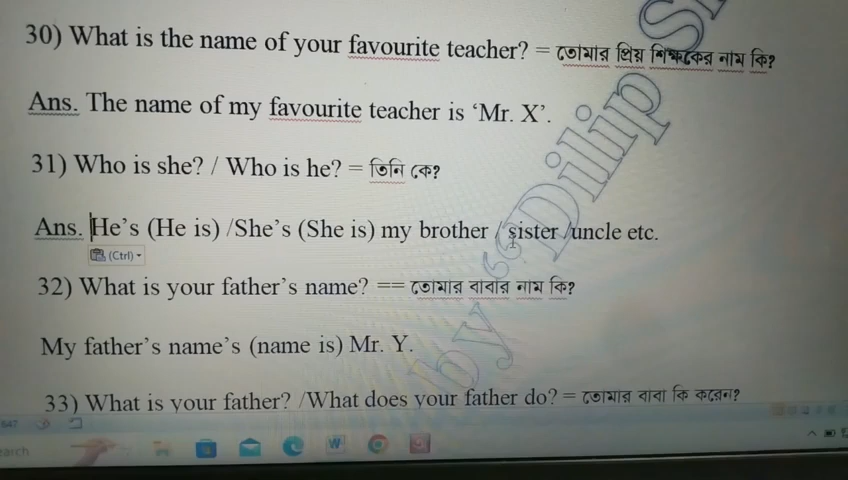 30) What is the name of your favourite teacher? = তোমার প্রিয় শিক্ষকের নাম কি?
Ans. The name of my favourite teacher is ‘Mr. X’.
31) Who is she? / Who is he? = তিনি কে?
Ans. He’s (He is) /She’s (She is) my brother / sister /uncle etc.
(Ctrl)
32) What is your father’s name? == তোমার বাবার নাম কি?
My father’s name’s (name is) Mr. Y.
33) What is your father? /What does your father do? = তোমার বাবা কি করেন?
by “Dilip
647
earch